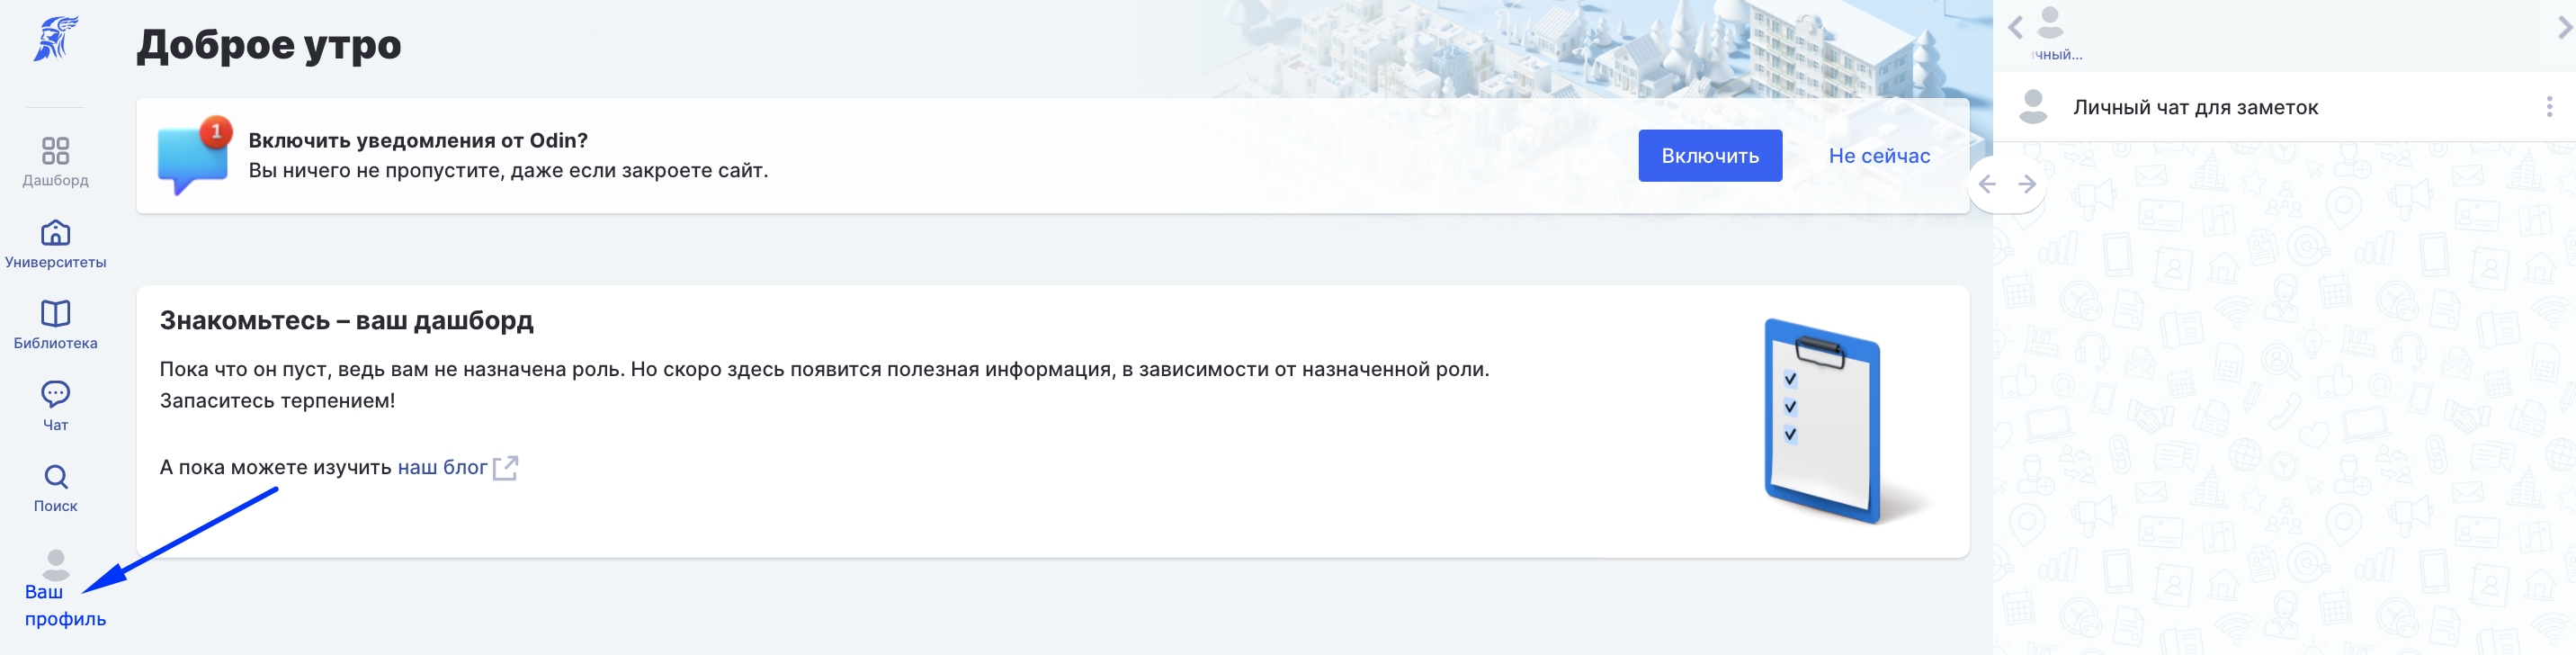 Доброе утро
1
Включить уведомления от Odin?
Вы ничего не пропустите, даже если закроете сайт.
Включить
Не сейчас
Дашборд
Университеты
Библиотека
Чат
Поиск
Ваш
профиль
Знакомьтесь – ваш дашборд
Пока что он пуст, ведь вам не назначена роль. Но скоро здесь появится полезная информация, в зависимости от назначенной роли.
Запаситесь терпением!
А пока можете изучить наш блог
чный...
Личный чат для заметок